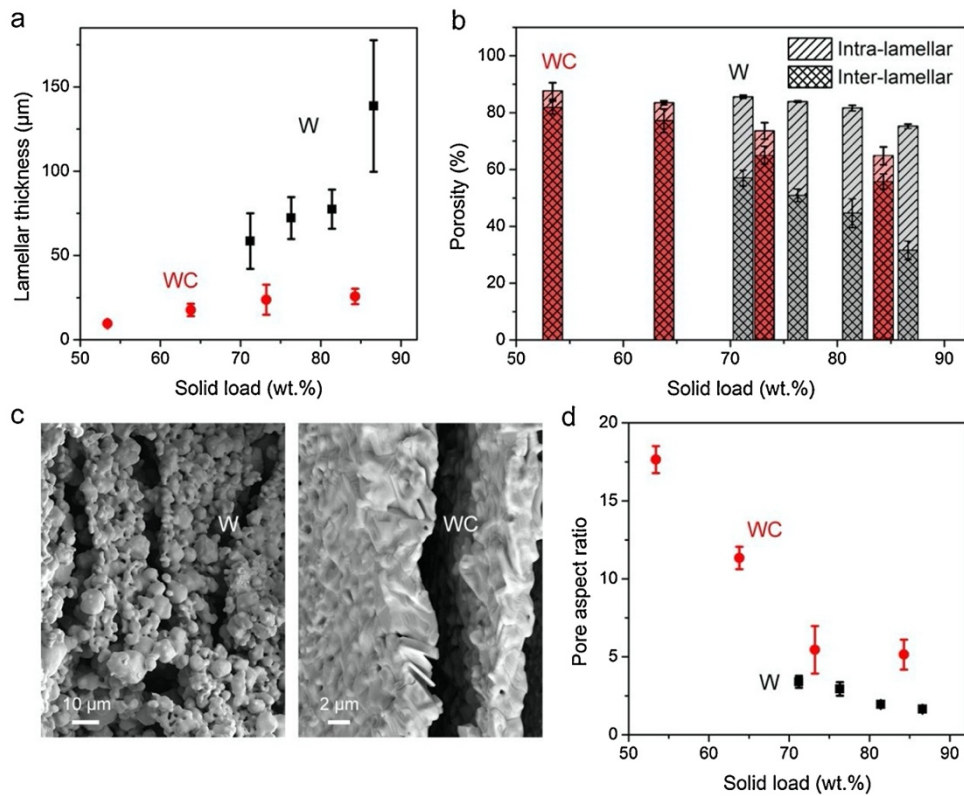 a
Lamellar thickness (µm)
150
100
50
0
W
WC
50
60
70
80
90
Solid load (wt.%)
b
Porosity (%)
100
80
60
40
20
0
WC
W
Intra-lamellar
Inter-lamellar
50
60
70
80
90
Solid load (wt.%)
c
W
10 µm
WC
2 µm
d
Pore aspect ratio
20
15
10
5
0
WC
W
50
60
70
80
90
Solid load (wt.%)